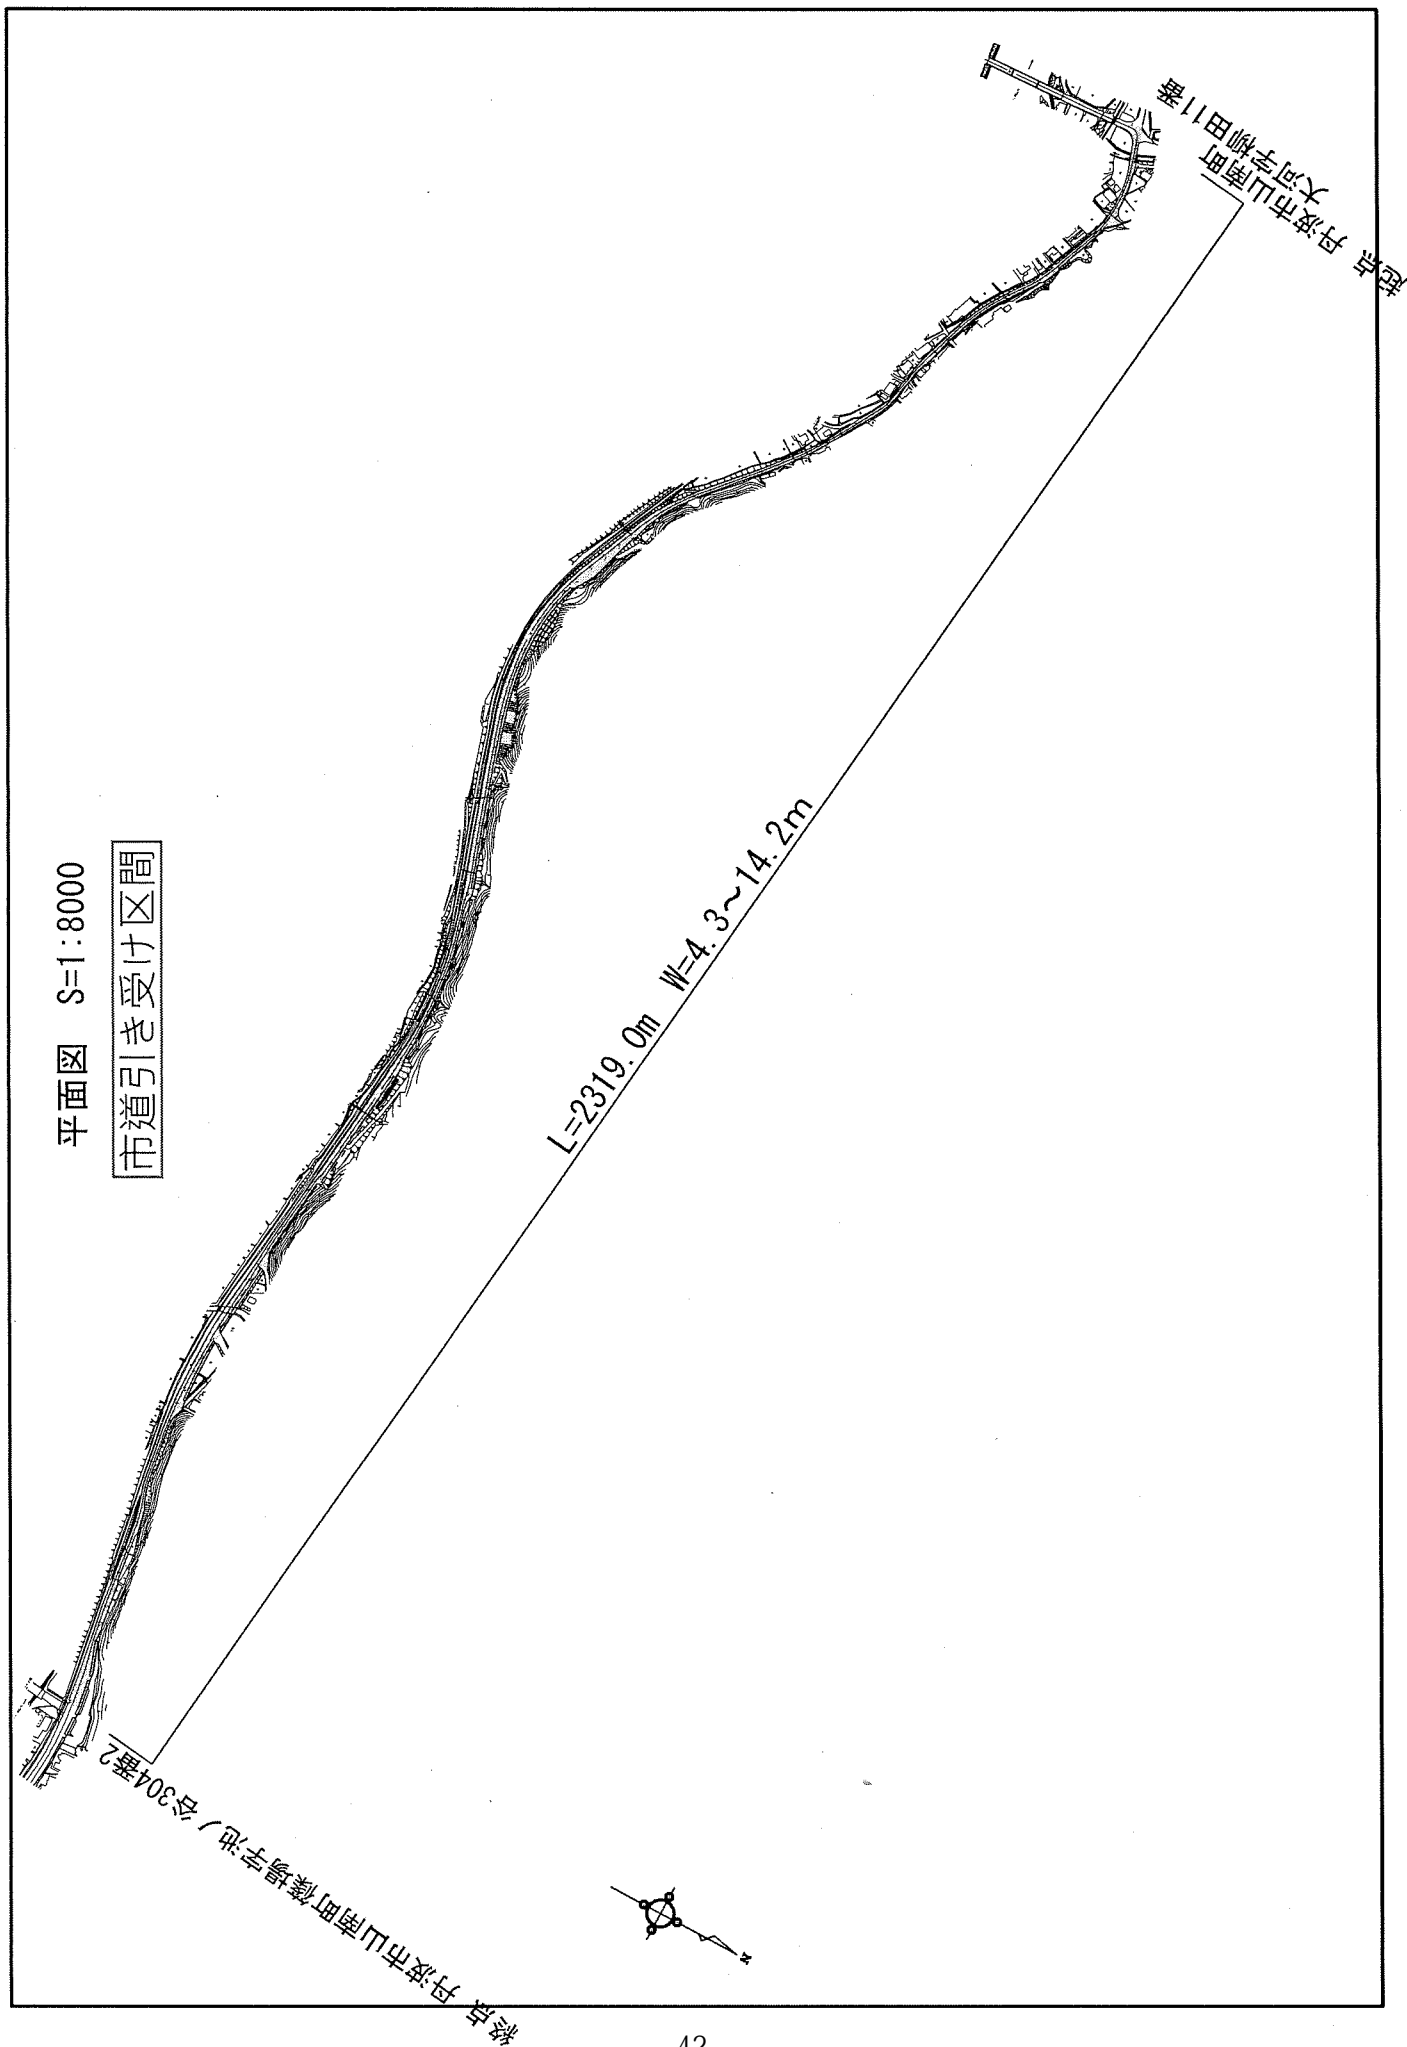 平面図 S=1:8000
市道引き受け区間
起点 丹波市山南町
大河字柳田11番
L=2319.0m W=4.3～14.2m
終点 丹波市山南町篠場字池ノ谷304番2
N